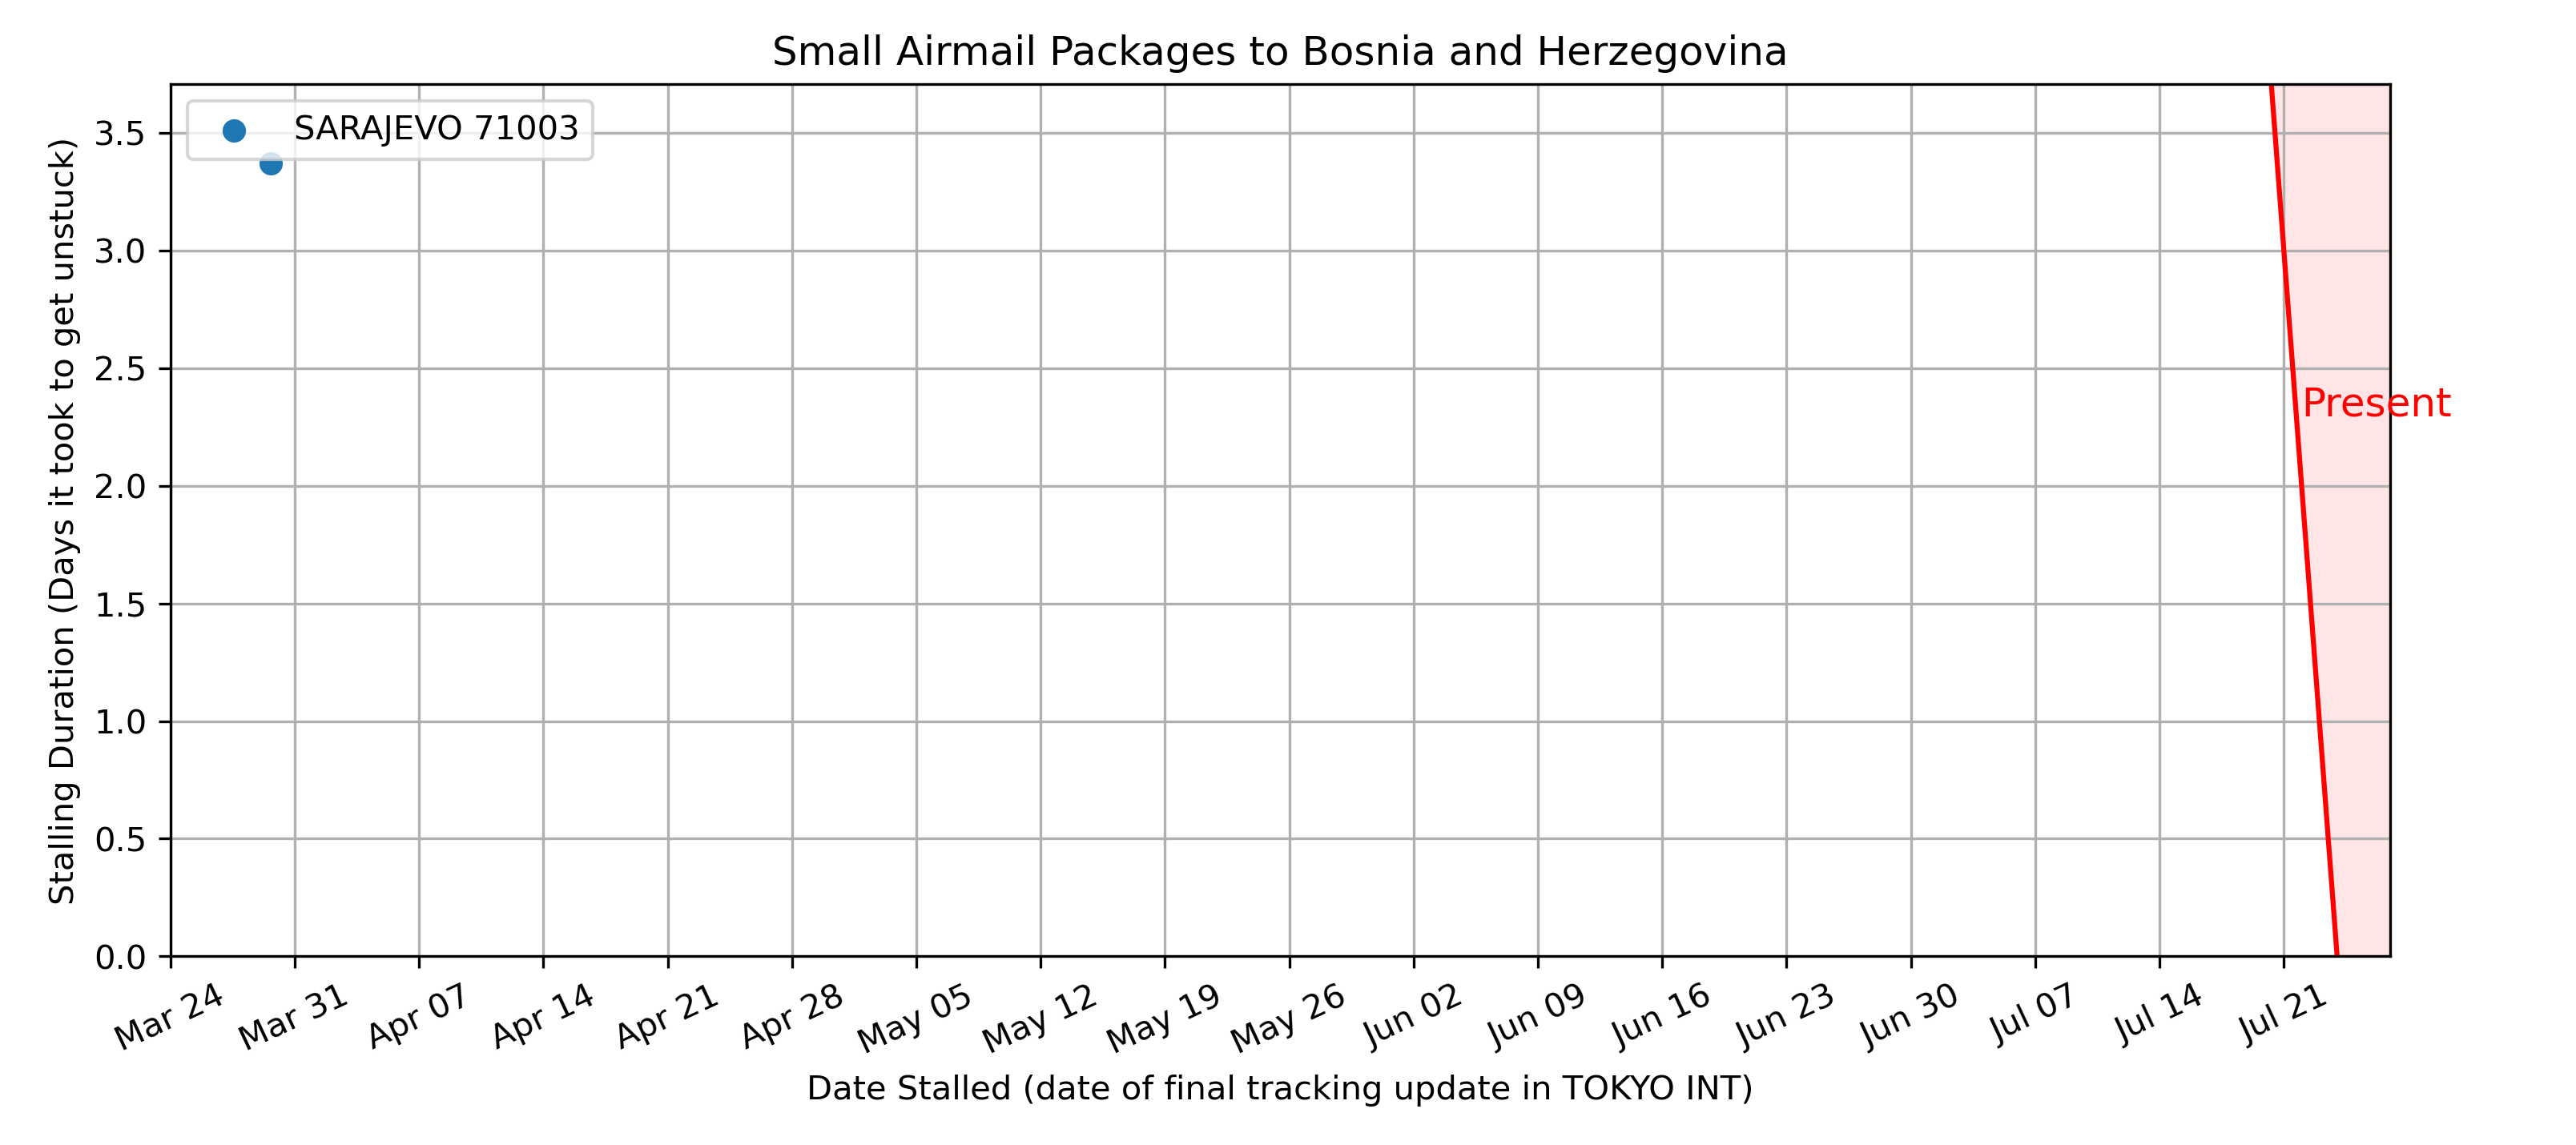 Small Airmail Packages to Bosnia and Herzegovina
SARAJEVO 71003
Stalling Duration (Days it took to get unstuck)
3.5
3.0
2.5
2.0
1.5
1.0
0.5
0.0
Present
Mar 24
Mar 31
Apr 07
Apr 14
Apr 21
Apr 28
May 05
May 12
May 19
May 26
Jun 02
Jun 09
Jun 16
Jun 23
Jun 30
Jul 07
Jul 14
Jul 21
Date Stalled (date of final tracking update in TOKYO INT)